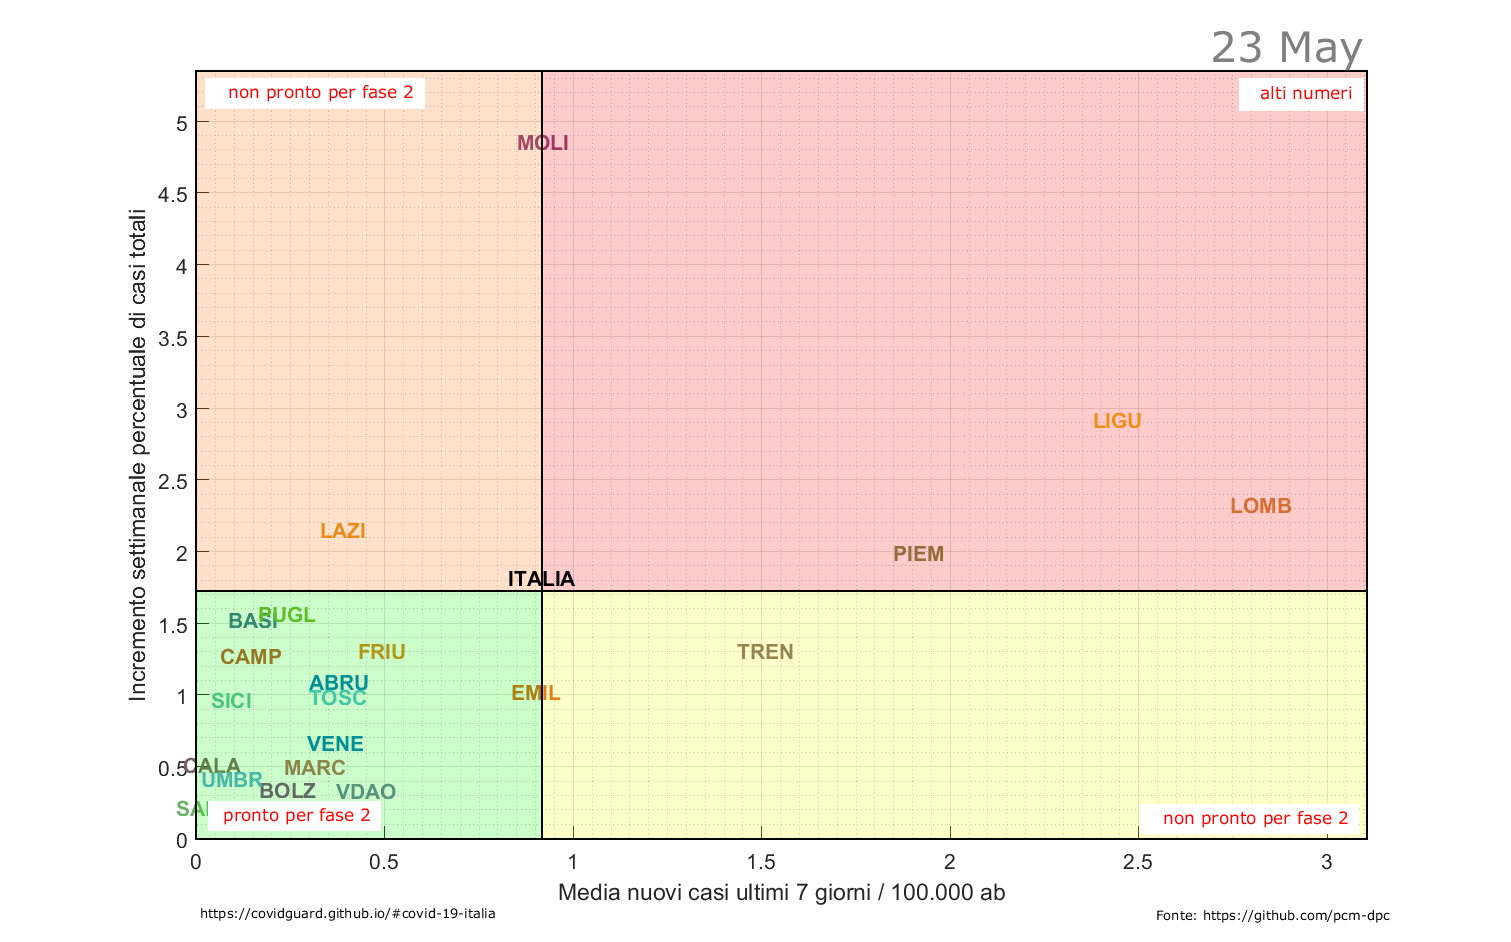 23 May
non pronto per fase 2
alti numeri
MOLI
LIGU
LOMB
LAZI
PIEM
ITALIA
PUGL
BASI
CAMP
FRIU
TREN
ABRU
TOSC
EMIL
SICI
VENE
CALA
MARC
UMBR
BOLZ
VDAO
pronto per fase 2
non pronto per fase 2
5
4.5
4
3.5
3
2.5
2
1.5
1
0.5
0
Incremento settimanale percentuale di casi totali
0 0.5 1 1.5 2 2.5 3
Media nuovi casi ultimi 7 giorni / 100.000 ab
https://covidguard.github.io/#covid-19-italia
Fonte: https://github.com/pcm-dpc